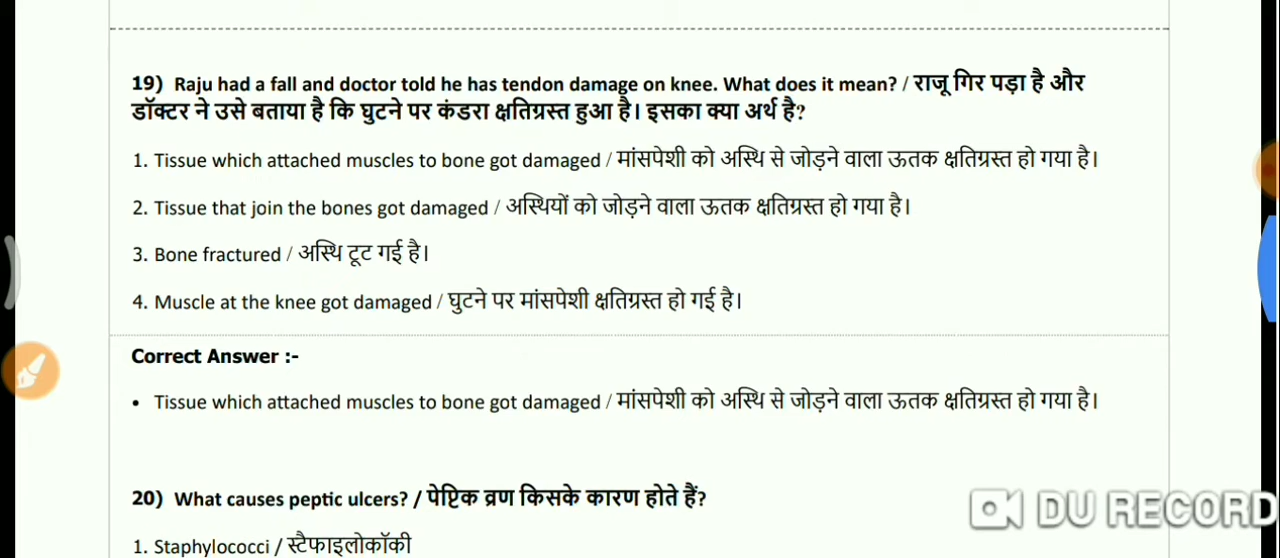 19) Raju had a fall and doctor told he has tendon damage on knee. What does it mean? / राजू गिर पड़ा है और
डॉक्टर ने उसे बताया है कि घुटने पर कंडरा क्षतिग्रस्त हुआ है। इसका क्या अर्थ है?
1. Tissue which attached muscles to bone got damaged / मांसपेशी को अस्थि से जोड़ने वाला ऊतक क्षतिग्रस्त हो गया है।
2. Tissue that join the bones got damaged / अस्थियों को जोड़ने वाला ऊतक क्षतिग्रस्त हो गया है।
3. Bone fractured / अस्थि टूट गई है।
4. Muscle at the knee got damaged / घुटने पर मांसपेशी क्षतिग्रस्त हो गई है।
Correct Answer :-
• Tissue which attached muscles to bone got damaged / मांसपेशी को अस्थि से जोड़ने वाला ऊतक क्षतिग्रस्त हो गया है।
20) What causes peptic ulcers? / पेप्टिक व्रण किसके कारण होते हैं?
DU RECORD
1. Staphylococci / स्टैफाइलोकॉकी